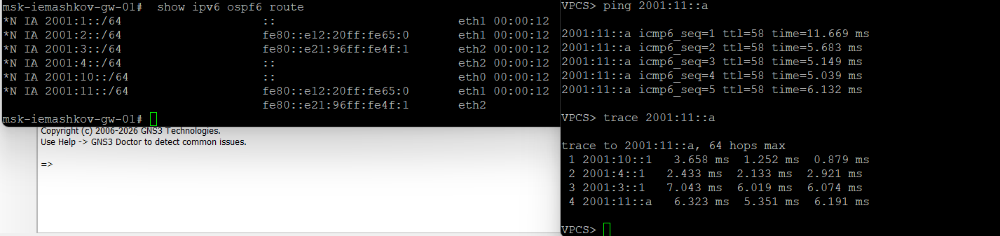 msk-iemashkov-gw-01#  show ipv6 ospf6 route
*N IA 2001:1::/64                    ::                        eth1 00:00:12
*N IA 2001:2::/64                    fe80::e12:20ff:fe65:0     eth1 00:00:12
*N IA 2001:3::/64                    fe80::e21:96ff:fe4f:1     eth2 00:00:12
*N IA 2001:4::/64                    ::                        eth2 00:00:12
*N IA 2001:10::/64                   ::                        eth0 00:00:12
*N IA 2001:11::/64                   fe80::e12:20ff:fe65:0     eth1 00:00:12
                                     fe80::e21:96ff:fe4f:1     eth2
msk-iemashkov-gw-01#
Copyright (c) 2006-2026 GNS3 Technologies.
Use Help -> GNS3 Doctor to detect common issues.
=>
VPCS> ping 2001:11::a
2001:11::a icmp6_seq=1 ttl=58 time=11.669 ms
2001:11::a icmp6_seq=2 ttl=58 time=5.683 ms
2001:11::a icmp6_seq=3 ttl=58 time=5.149 ms
2001:11::a icmp6_seq=4 ttl=58 time=5.039 ms
2001:11::a icmp6_seq=5 ttl=58 time=6.132 ms
VPCS> trace 2001:11::a
trace to 2001:11::a, 64 hops max
 1 2001:10::1   3.658 ms  1.252 ms  0.879 ms
 2 2001:4::1   2.433 ms  2.133 ms  2.921 ms
 3 2001:3::1   7.043 ms  6.019 ms  6.074 ms
 4 2001:11::a   6.323 ms  5.351 ms  6.191 ms
VPCS>